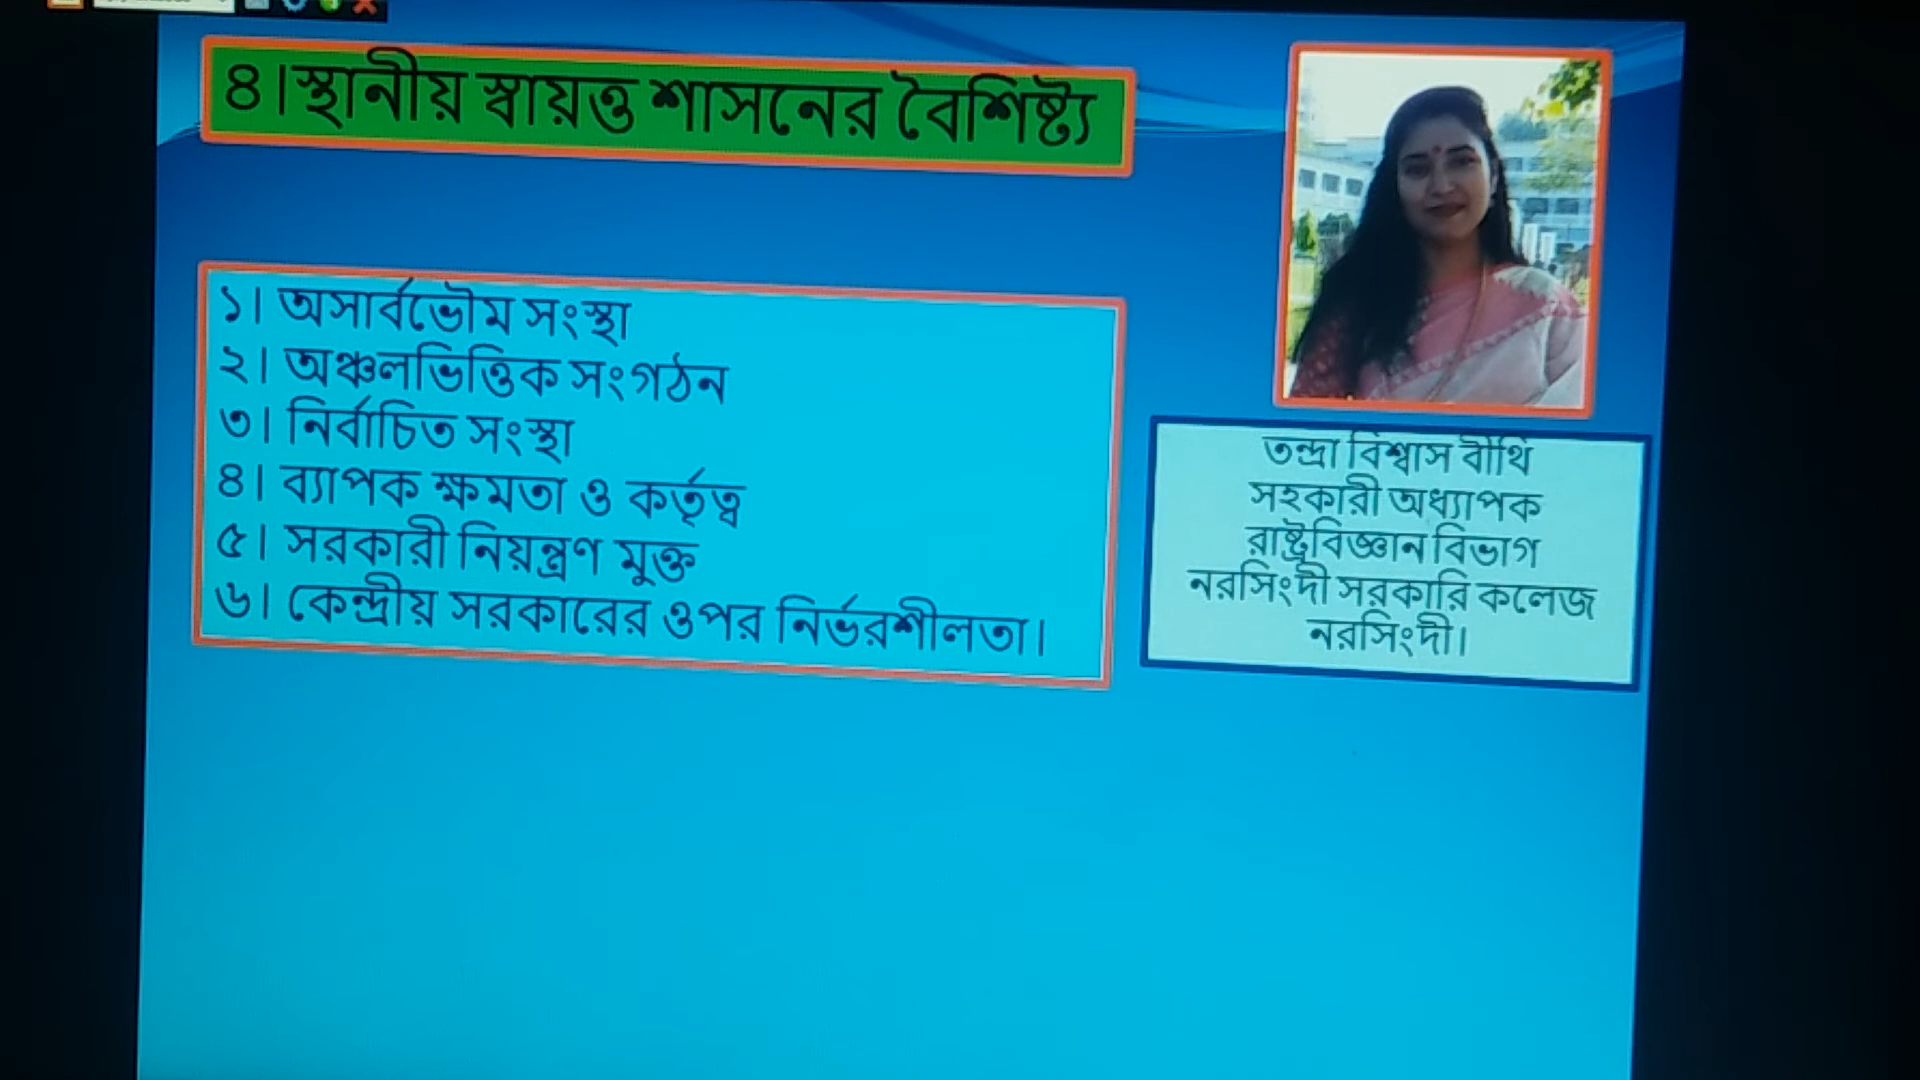 ৪।স্থানীয় স্বায়ত্ত শাসনের বৈশিষ্ট্য
১। অসার্বভৌম সংস্থা
২। অঞ্চলভিত্তিক সংগঠন
৩। নির্বাচিত সংস্থা
৪। ব্যাপক ক্ষমতা ও কর্তৃত্ব
৫। সরকারী নিয়ন্ত্রণ মুক্ত
৬। কেন্দ্রীয় সরকারের ওপর নির্ভরশীলতা।
তন্দ্রা বিশ্বাস বীথি
সহকারী অধ্যাপক
রাষ্ট্রবিজ্ঞান বিভাগ
নরসিংদী সরকারি কলেজ
নরসিংদী।